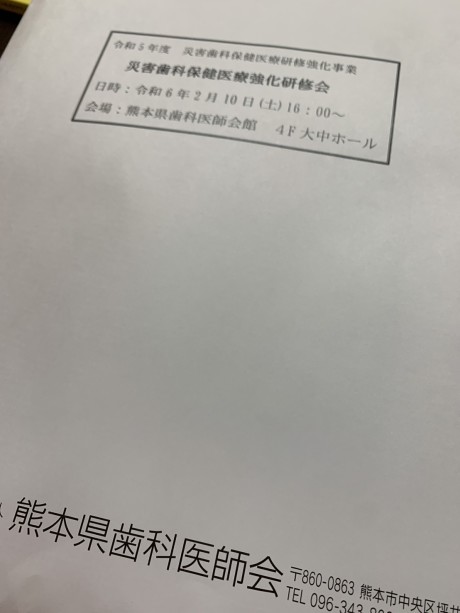 令和5年度 災害歯科保健医療研修強化事業
災害歯科保健医療強化研修会
日時：令和6年2月10日(土)16：00～
会場：熊本県歯科医師会館 4F大中ホール
熊本県歯科医師会
〒860-0863 熊本市中央区坪井
TEL 096-343